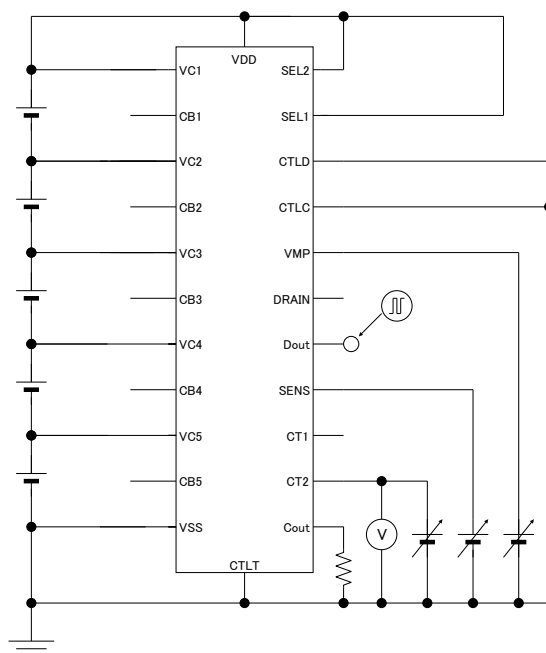 VDD
VC1 SEL2
CB1 SEL1
VC2 CTLD
CB2 CTLC
VC3 VMP
CB3 DRAIN
VC4 Dout
CB4 SENS
VC5 CT1
CB5 CT2
VSS Cout
V
CTLT